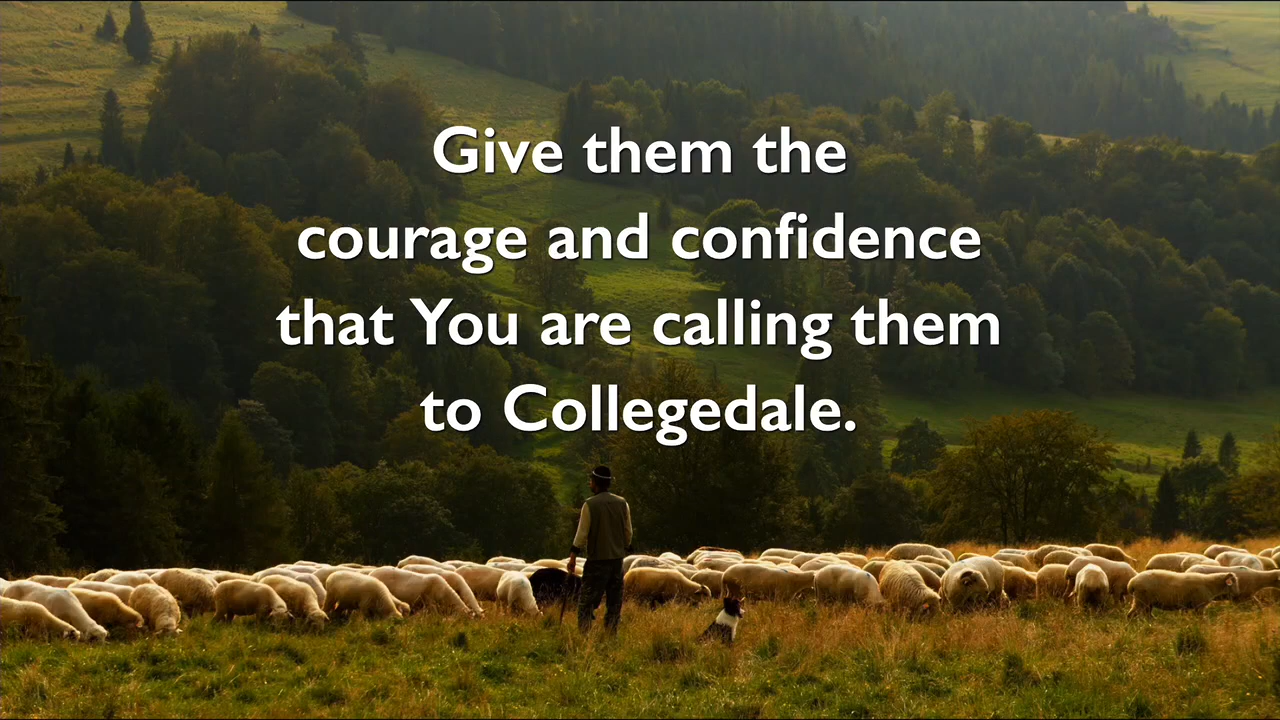 Give them the
courage and confidence
that You are calling them
to Collegedale.